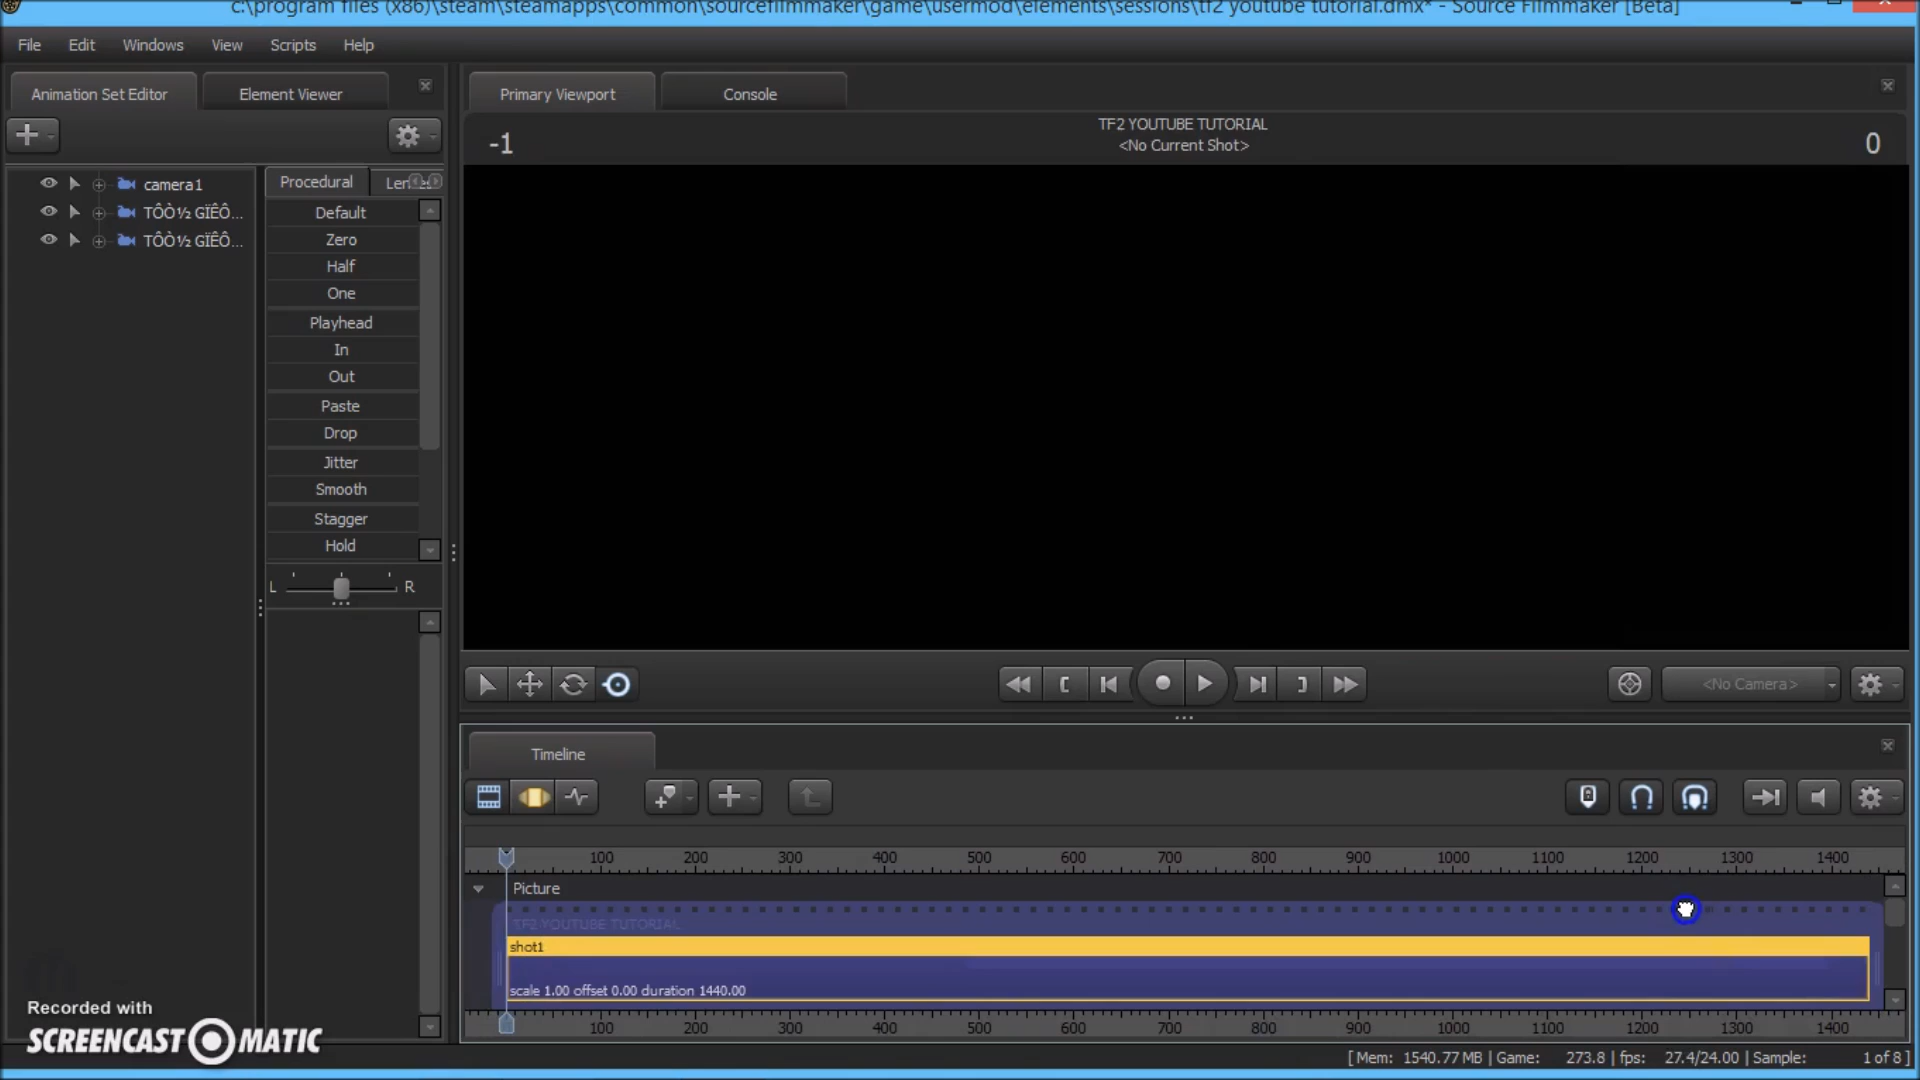 c:\program files (x86)\steam\steamapps\common\sourcefilmmaker\game\usermod\elements\sessions\tf2 youtube tutorial.dmx* - Source Filmmaker [Beta]
File Edit Windows View Scripts Help
Animation Set Editor Element Viewer
Primary Viewport Console
-1
TF2 YOUTUBE TUTORIAL
<No Current Shot>
0
camera1
TÔÒ½ GÏÊÔ...
TÔÒ½ GÏÊÔ...
Procedural
Default
Zero
Half
One
Playhead
In
Out
Paste
Drop
Jitter
Smooth
Stagger
Hold
L R
<No Camera>
Timeline
100 200 300 400 500 600 700 800 900 1000 1100 1200 1300 1400
Picture
TF2 YOUTUBE TUTORIAL
shot1
scale 1.00 offset 0.00 duration 1440.00
100 200 300 400 500 600 700 800 900 1000 1100 1200 1300 1400
[ Mem: 1540.77 MB | Game: 273.8 | fps: 27.4/24.00 | Sample: 1 of 8 ]
Recorded with
SCREENCAST MATIC